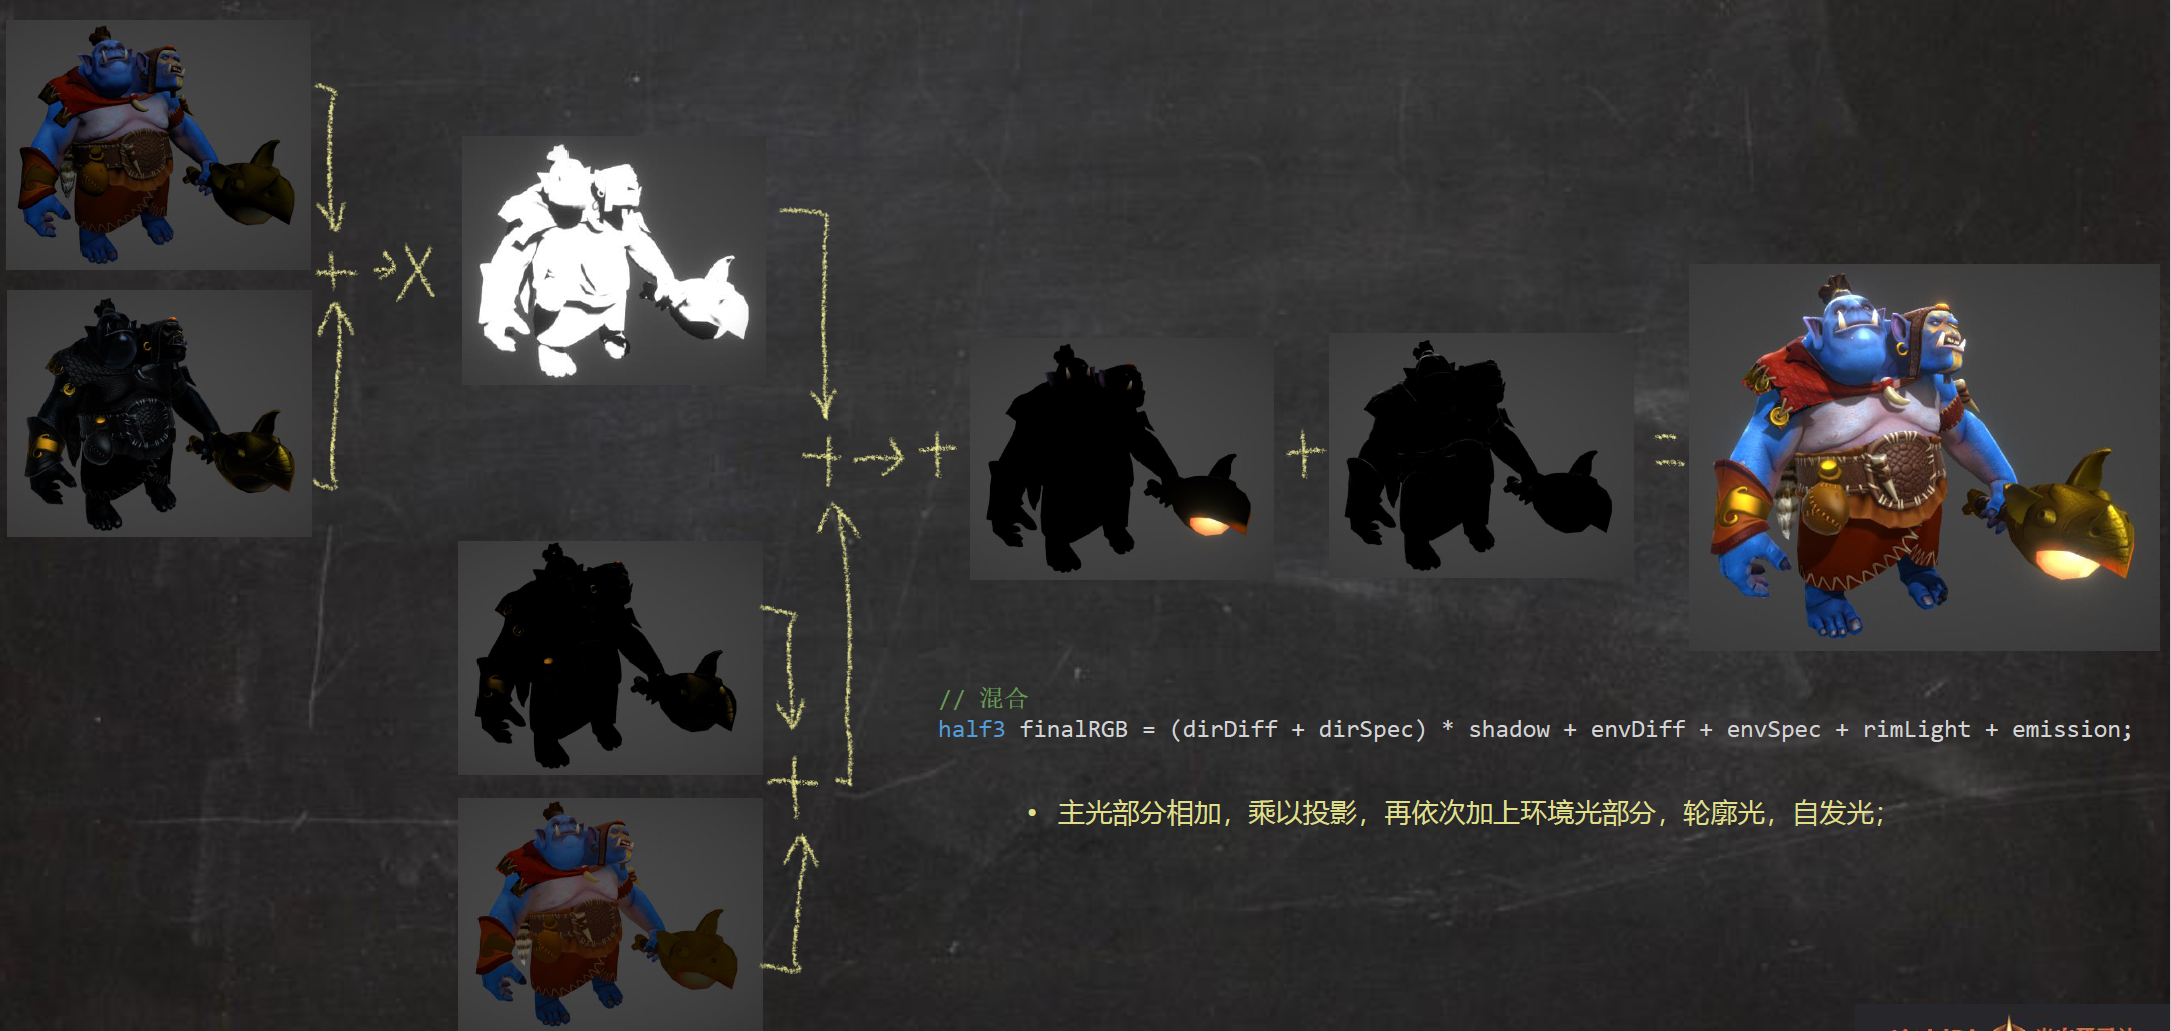 // 混合
half3 finalRGB = (dirDiff + dirSpec) * shadow + envDiff + envSpec + rimLight + emission;
• 主光部分相加，乘以投影，再依次加上环境光部分，轮廓光，自发光；